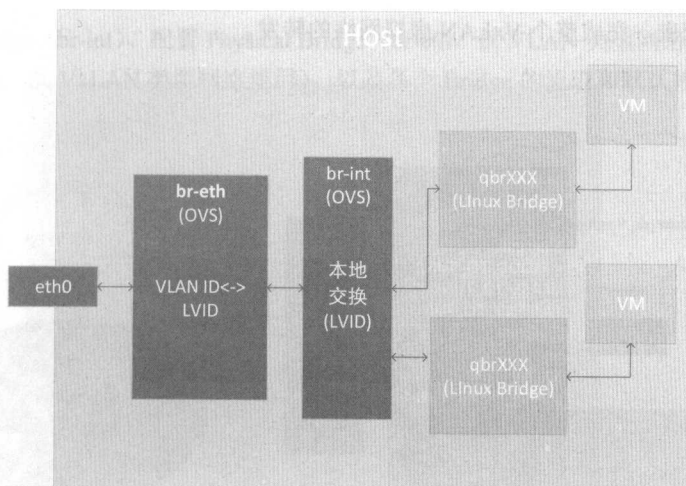 Host
VM
br-eth
(OVS)
VLAN ID<->
LVID
br-int
(OVS)
本地
交换
(LVID)
qbrXXX
(LInux Bridge)
eth0
VM
qbrXXX
(LInux Bridge)